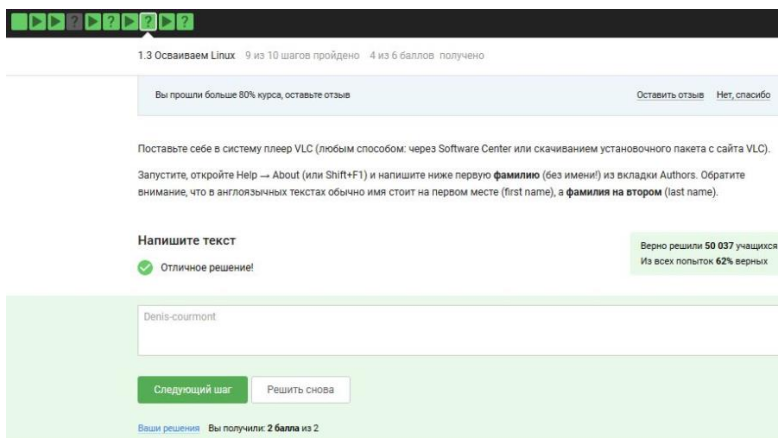 1.3 Осваиваем Linux 9 из 10 шагов пройдено 4 из 6 баллов получено
Вы прошли больше 80% курса, оставьте отзыв Оставить отзыв Нет, спасибо
Поставьте себе в систему плеер VLC (любым способом: через Software Center или скачиванием установочного пакета с сайта VLC).
Запустите, откройте Help → About (или Shift+F1) и напишите ниже первую фамилию (без имени!) из вкладки Authors. Обратите
внимание, что в англоязычных текстах обычно имя стоит на первом месте (first name), а фамилия на втором (last name).
Напишите текст
Верно решили 50 037 учащихся
Отличное решение!
Из всех попыток 62% верных
Denis-courmont
Следующий шаг Решить снова
Ваши решения Вы получили: 2 балла из 2